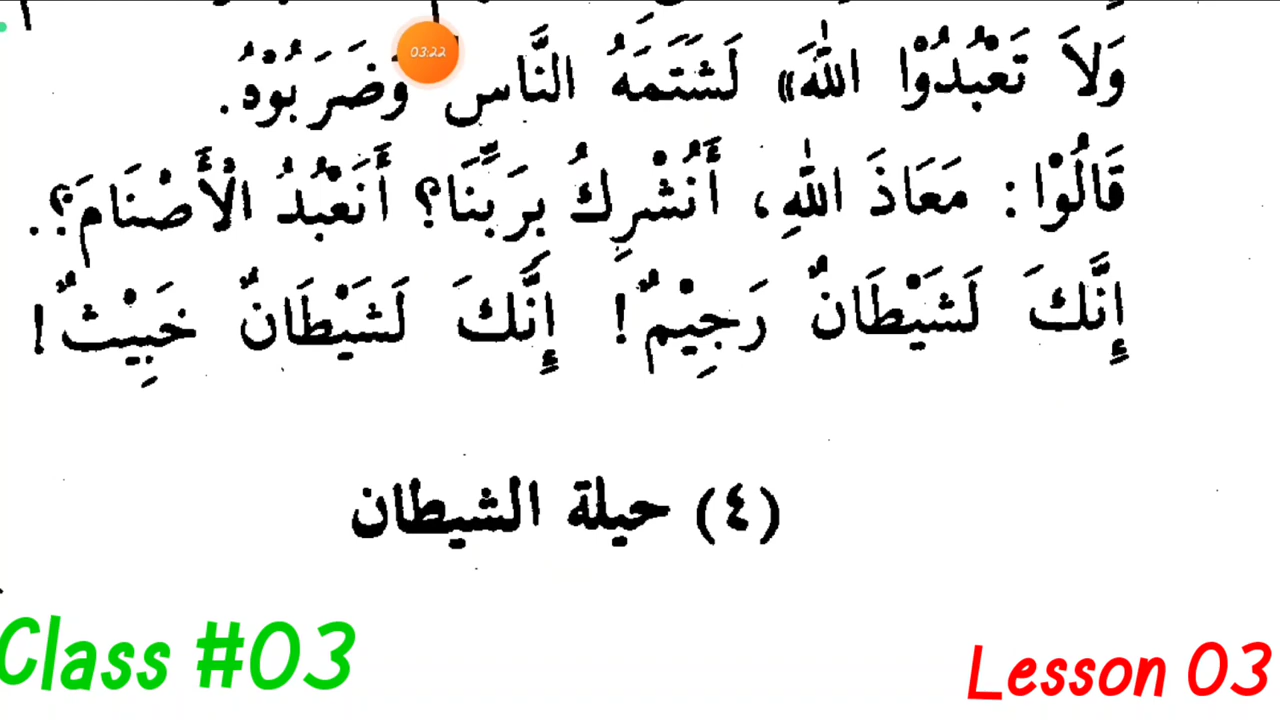 03:22
وَلاَ تَعْبُدُوْا اللهَ» لَشَتَمَهُ النَّاس وَضَرَبُوْهُ.
قَالُوْا: مَعَاذَ اللهِ، أَنُشْرِكُ بِرَبِّنَا؟ أَنَعْبُدُ الْأَصْنَامَ؟.
إِنَّكَ لَشَيْطَانٌ رَجِيْمٌ! إِنَّكَ لَشَيْطَانٌ خَبِيْثٌ!
(٤) حيلة الشيطان
Class #03
Lesson 03